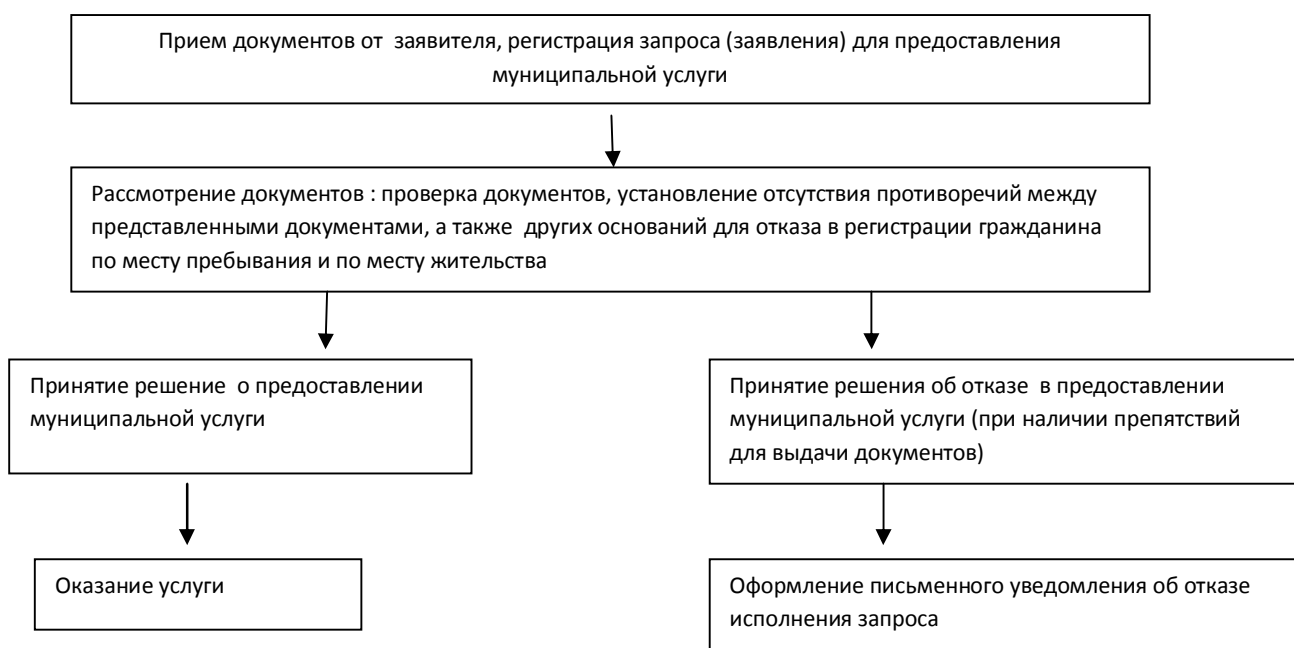 Прием документов от заявителя, регистрация запроса (заявления) для предоставления
муниципальной услуги
Рассмотрение документов : проверка документов, установление отсутствия противоречий между
представленными документами, а также других оснований для отказа в регистрации гражданина
по месту пребывания и по месту жительства
Принятие решение о предоставлении
муниципальной услуги
Принятие решения об отказе в предоставлении
муниципальной услуги (при наличии препятствий
для выдачи документов)
Оказание услуги
Оформление письменного уведомления об отказе
исполнения запроса